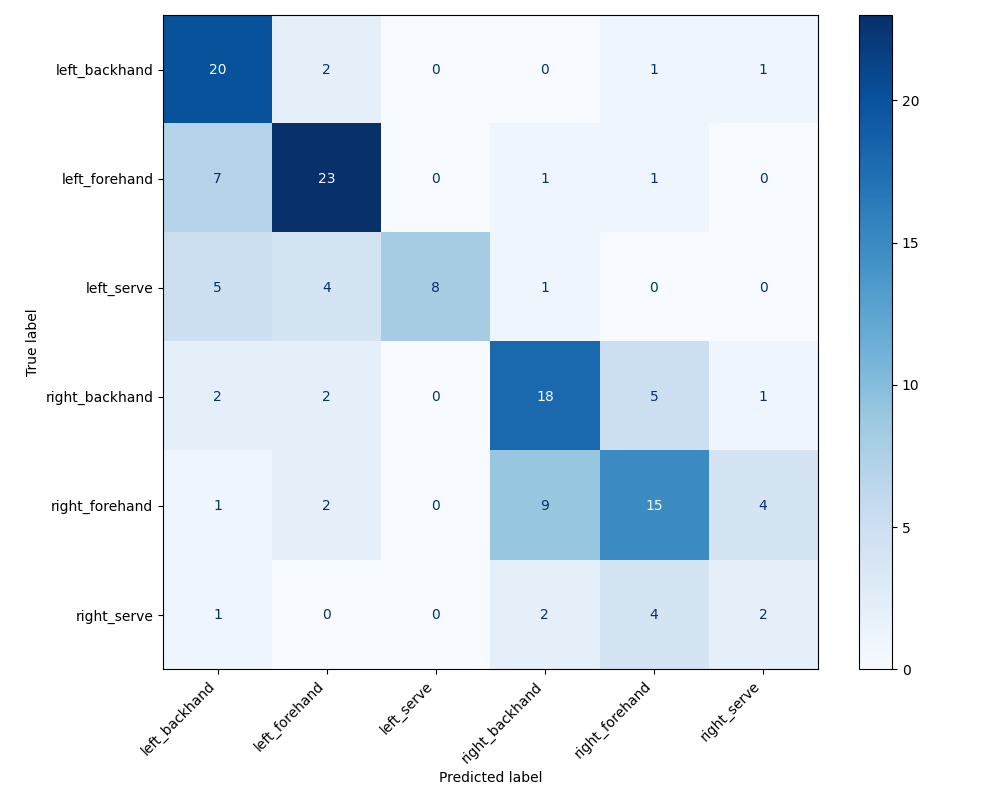 left_backhand 20 2 0 0 1 1
left_forehand 7 23 0 1 1 0
left_serve 5 4 8 1 0 0
right_backhand 2 2 0 18 5 1
right_forehand 1 2 0 9 15 4
right_serve 1 0 0 2 4 2
left_backhand left_forehand left_serve right_backhand right_forehand right_serve
Predicted label
True label
20
15
10
5
0